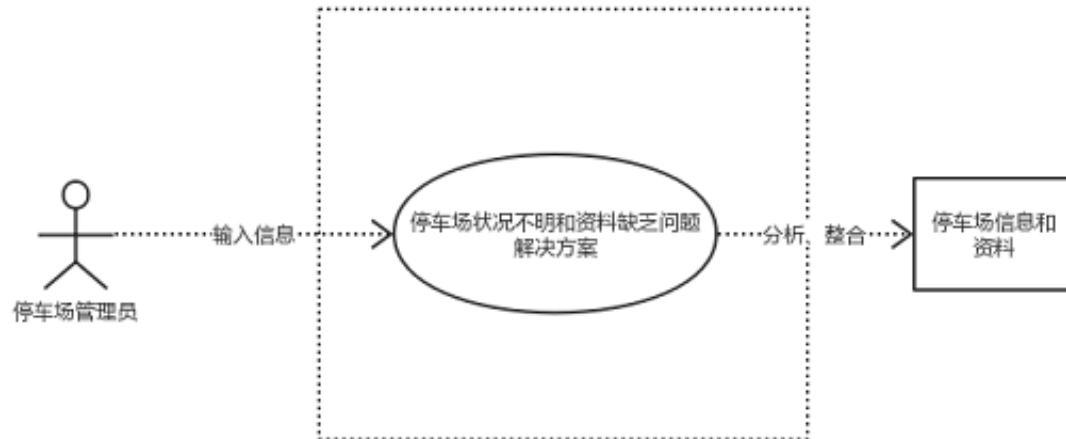 停车场状况不明和资料缺乏问题
解决方案
输入信息
分析、整合
停车场信息和
资料
停车场管理员